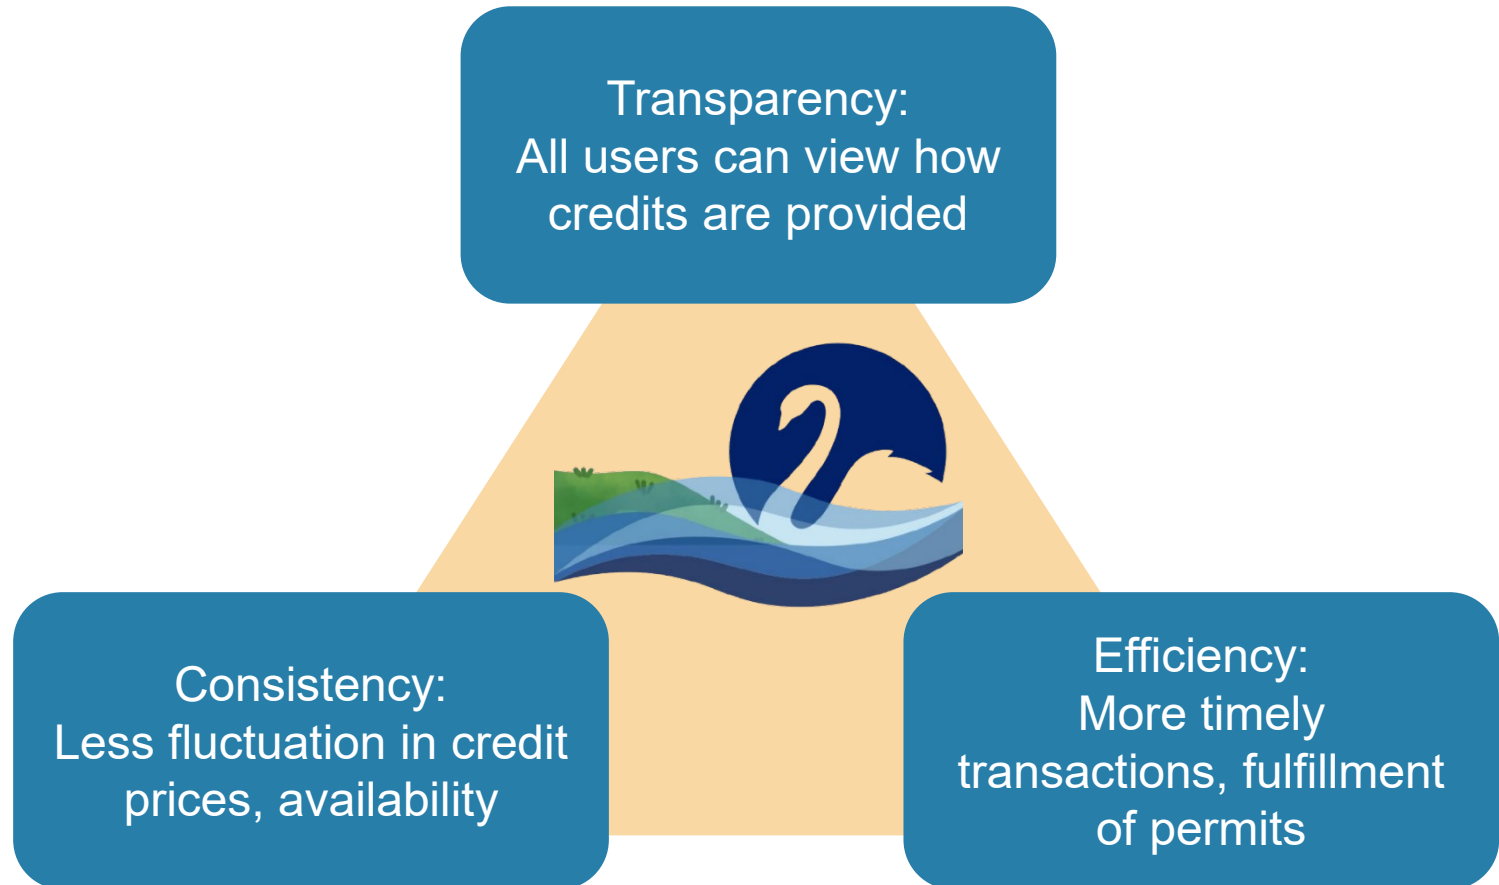 Transparency:
All users can view how
credits are provided
Consistency:
Less fluctuation in credit
prices, availability
Efficiency:
More timely
transactions, fulfillment
of permits